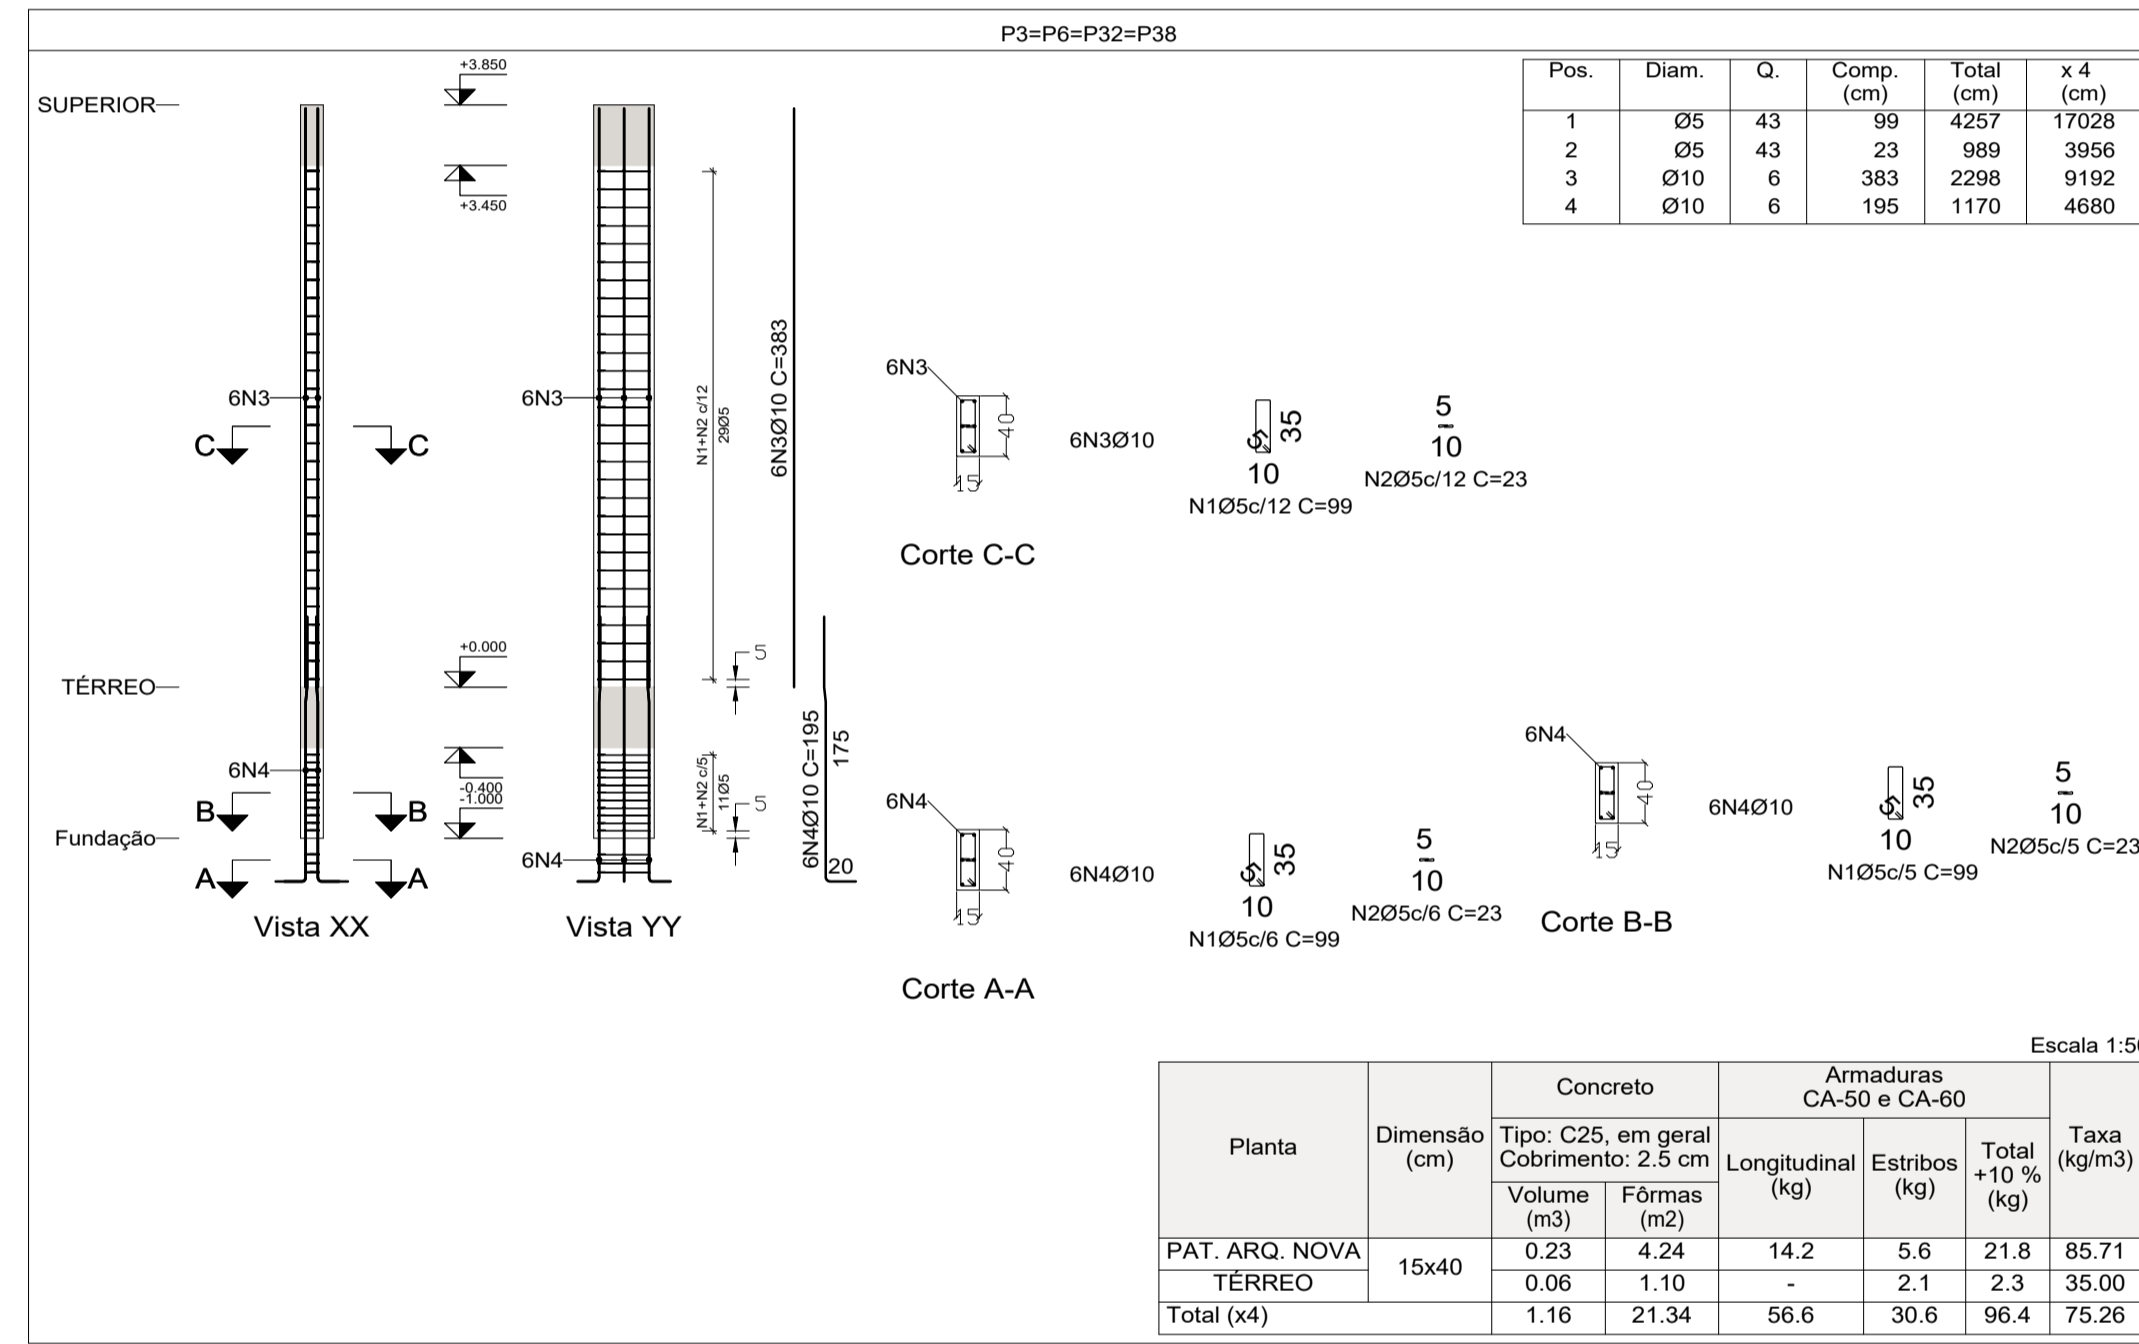 P3=P6=P32=P38
SUPERIOR
+3.850
+3.450
6N3
6N3
C
C
TÉRREO
+0.000
6N4
-0.400
-1.000
B
B
Fundação
6N4
A
A
Vista XX
Vista YY
N1+N2 c/12
29Ø5
5
N1+N2 c/5
11Ø5
5
6N3Ø10 C=383
6N4Ø10 C=195
175
20
Pos. Diam. Q. Comp. (cm) Total (cm) x 4 (cm)
1 Ø5 43 99 4257 17028
2 Ø5 43 23 989 3956
3 Ø10 6 383 2298 9192
4 Ø10 6 195 1170 4680
6N3
40
15
6N3Ø10
5
35
10
N1Ø5c/12 C=99
5
10
N2Ø5c/12 C=23
Corte C-C
6N4
40
15
6N4Ø10
5
35
10
N1Ø5c/6 C=99
5
10
N2Ø5c/6 C=23
Corte A-A
6N4
40
15
6N4Ø10
5
35
10
N1Ø5c/5 C=99
5
10
N2Ø5c/5 C=23
Corte B-B
Escala 1:5
Planta
Dimensão
(cm)
Concreto
Tipo: C25, em geral
Cobrimento: 2.5 cm
Volume
(m3)
Fôrmas
(m2)
Armaduras
CA-50 e CA-60
Longitudinal
(kg)
Estribos
(kg)
Total
+10 %
(kg)
Taxa
(kg/m3)
PAT. ARQ. NOVA 15x40 0.23 4.24 14.2 5.6 21.8 85.71
TÉRREO 0.06 1.10 - 2.1 2.3 35.00
Total (x4) 1.16 21.34 56.6 30.6 96.4 75.26